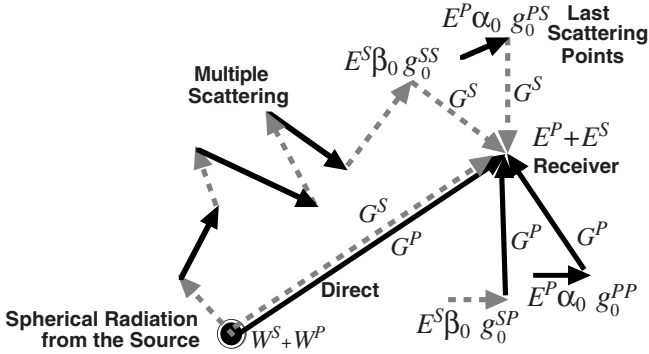 E^P α_0 g_0^{PS}
Last
Scattering
Points
E^S β_0 g_0^{SS}
Multiple
Scattering
G^S
G^S
E^P + E^S
Receiver
G^S
G^P
G^P
G^P
Direct
E^S β_0 g_0^{SP}
E^P α_0 g_0^{PP}
Spherical Radiation
from the Source
W^S + W^P